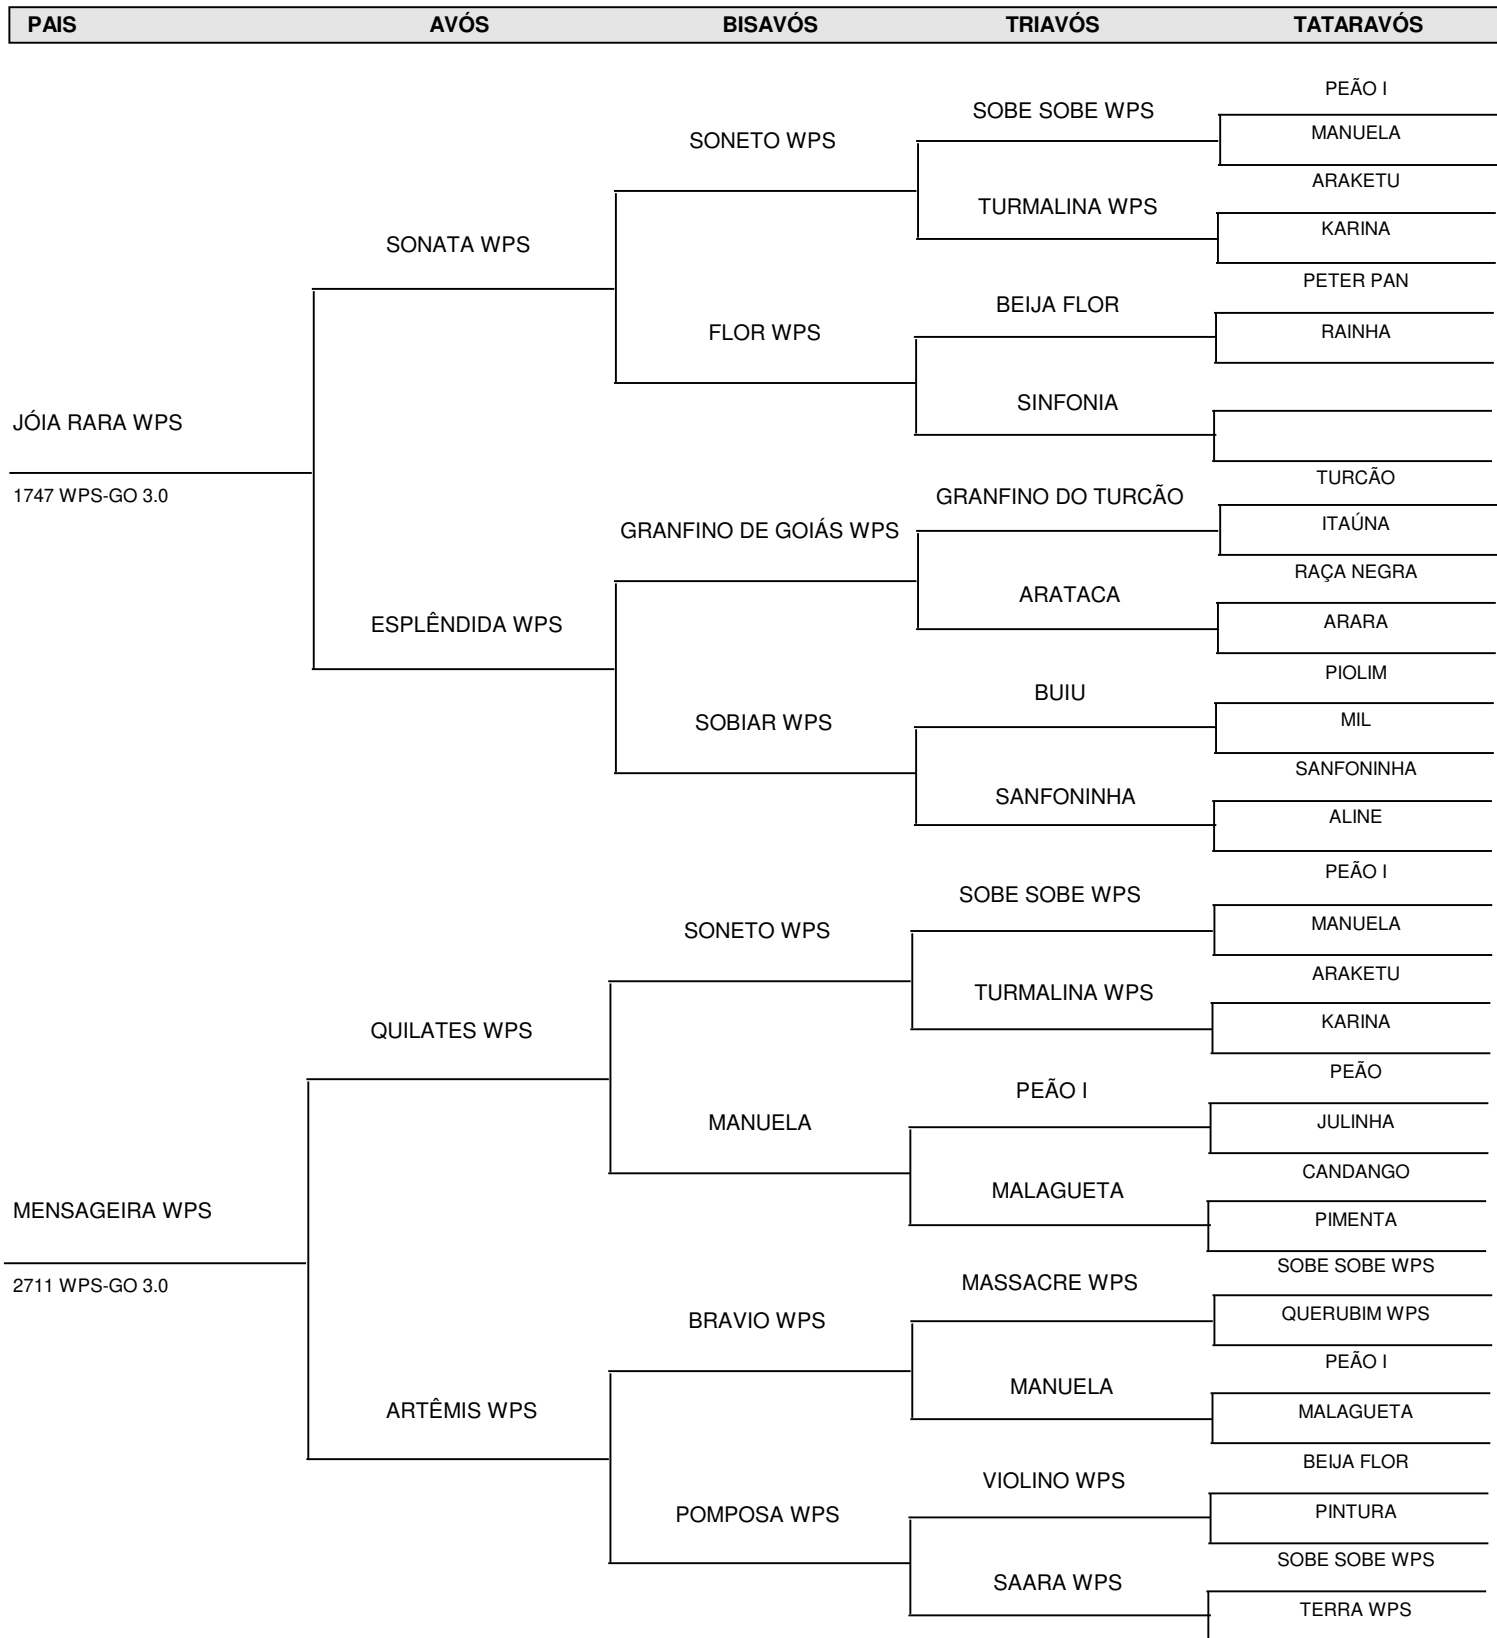 PAIS AVÓS BISAVÓS TRIAVÓS TATARAVÓS
PEÃO I
SOBE SOBE WPS
MANUELA
SONETO WPS
ARAKETU
TURMALINA WPS
KARINA
SONATA WPS
PETER PAN
BEIJA FLOR
RAINHA
FLOR WPS
SINFONIA
JÓIA RARA WPS
TURCÃO
1747 WPS-GO 3.0
GRANFINO DO TURCÃO
ITAÚNA
GRANFINO DE GOIÁS WPS
RAÇA NEGRA
ARATACA
ARARA
ESPLÊNDIDA WPS
PIOLIM
BUIU
MIL
SOBIAR WPS
SANFONINHA
SANFONINHA
ALINE
PEÃO I
SOBE SOBE WPS
MANUELA
SONETO WPS
ARAKETU
TURMALINA WPS
KARINA
QUILATES WPS
PEÃO
PEÃO I
JULINHA
MANUELA
CANDANGO
MALAGUETA
MENSAGEIRA WPS
PIMENTA
SOBE SOBE WPS
2711 WPS-GO 3.0
MASSACRE WPS
QUERUBIM WPS
BRAVIO WPS
PEÃO I
MANUELA
MALAGUETA
ARTÊMIS WPS
BEIJA FLOR
VIOLINO WPS
PINTURA
POMPOSA WPS
SOBE SOBE WPS
SAARA WPS
TERRA WPS